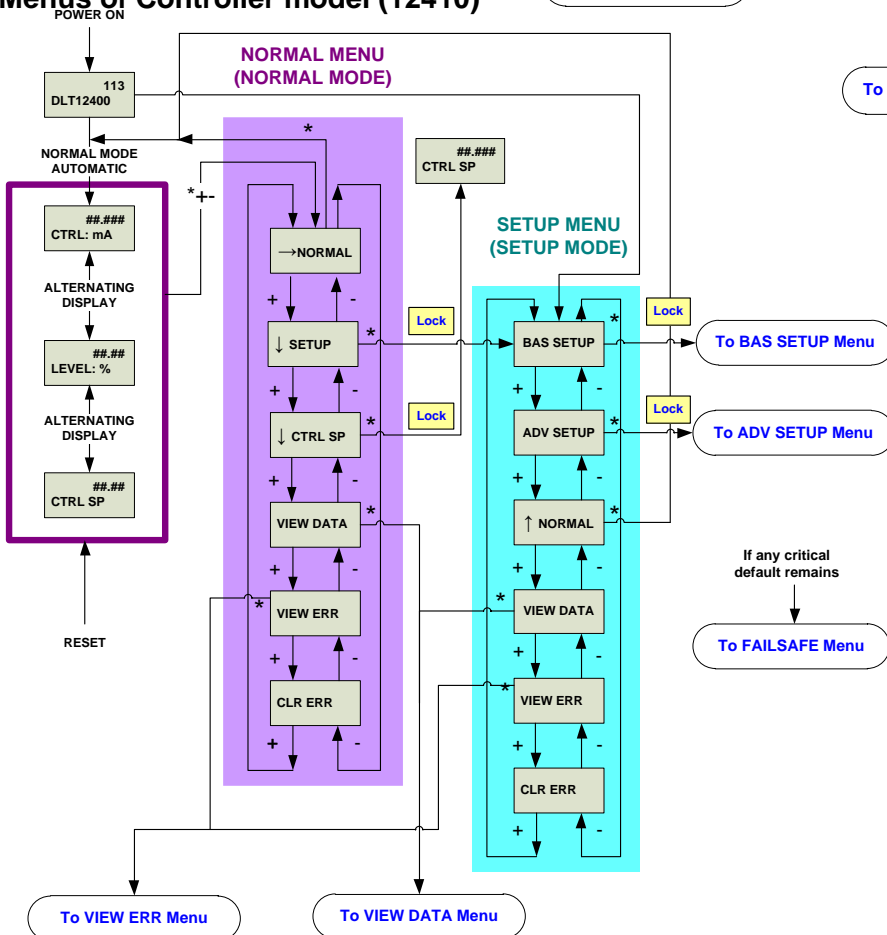 Menus of Controller model (12410)
POWER ON
113
DLT12400
NORMAL MODE
AUTOMATIC
##.###
CTRL: mA
ALTERNATING
DISPLAY
##.##
LEVEL: %
ALTERNATING
DISPLAY
##.##
CTRL SP
RESET
*+-
NORMAL MENU
(NORMAL MODE)
*
→NORMAL
+ -
↓ SETUP
*
Lock
+ -
↓ CTRL SP
*
Lock
+ -
VIEW DATA
*
+ -
VIEW ERR
*
+ -
CLR ERR
+ -
##.###
CTRL SP
SETUP MENU
(SETUP MODE)
BAS SETUP
*
Lock
To BAS SETUP Menu
+ -
ADV SETUP
*
Lock
To ADV SETUP Menu
+ -
↑ NORMAL
*
+ -
VIEW DATA
*
+ -
VIEW ERR
*
+ -
CLR ERR
+ -
To
If any critical
default remains
To FAILSAFE Menu
To VIEW ERR Menu
To VIEW DATA Menu